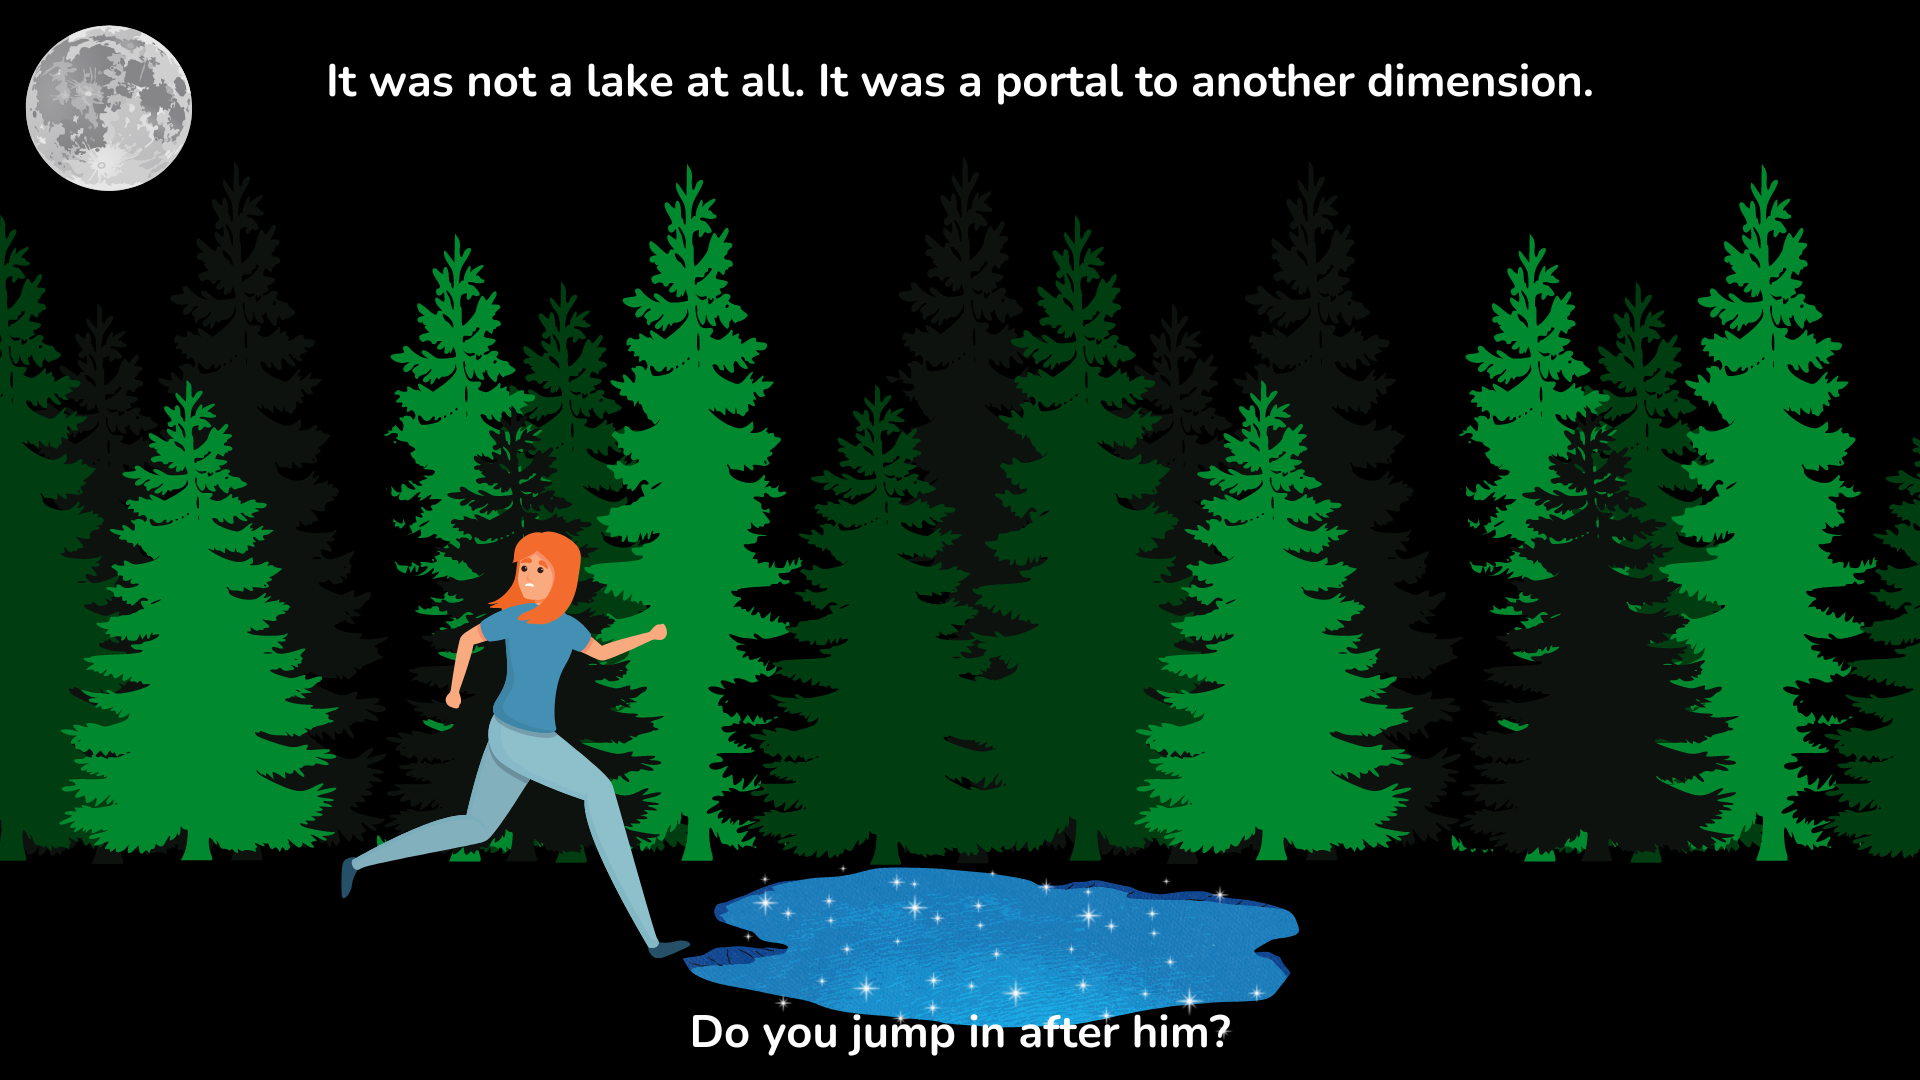 It was not a lake at all. It was a portal to another dimension.
Do you jump in after him?